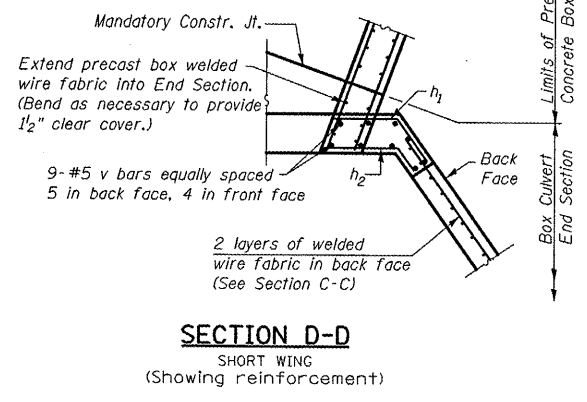 Mandatory Constr. Jt.
Extend precast box welded
wire fabric into End Section.
(Bend as necessary to provide
1½" clear cover.)
h1
9-#5 v bars equally spaced
5 in back face, 4 in front face
h2
Back
Face
2 layers of welded
wire fabric in back face
(See Section C-C)
Limits of Pre
Concrete Box
Box Culvert
End Section
SECTION D-D
SHORT WING
(Showing reinforcement)